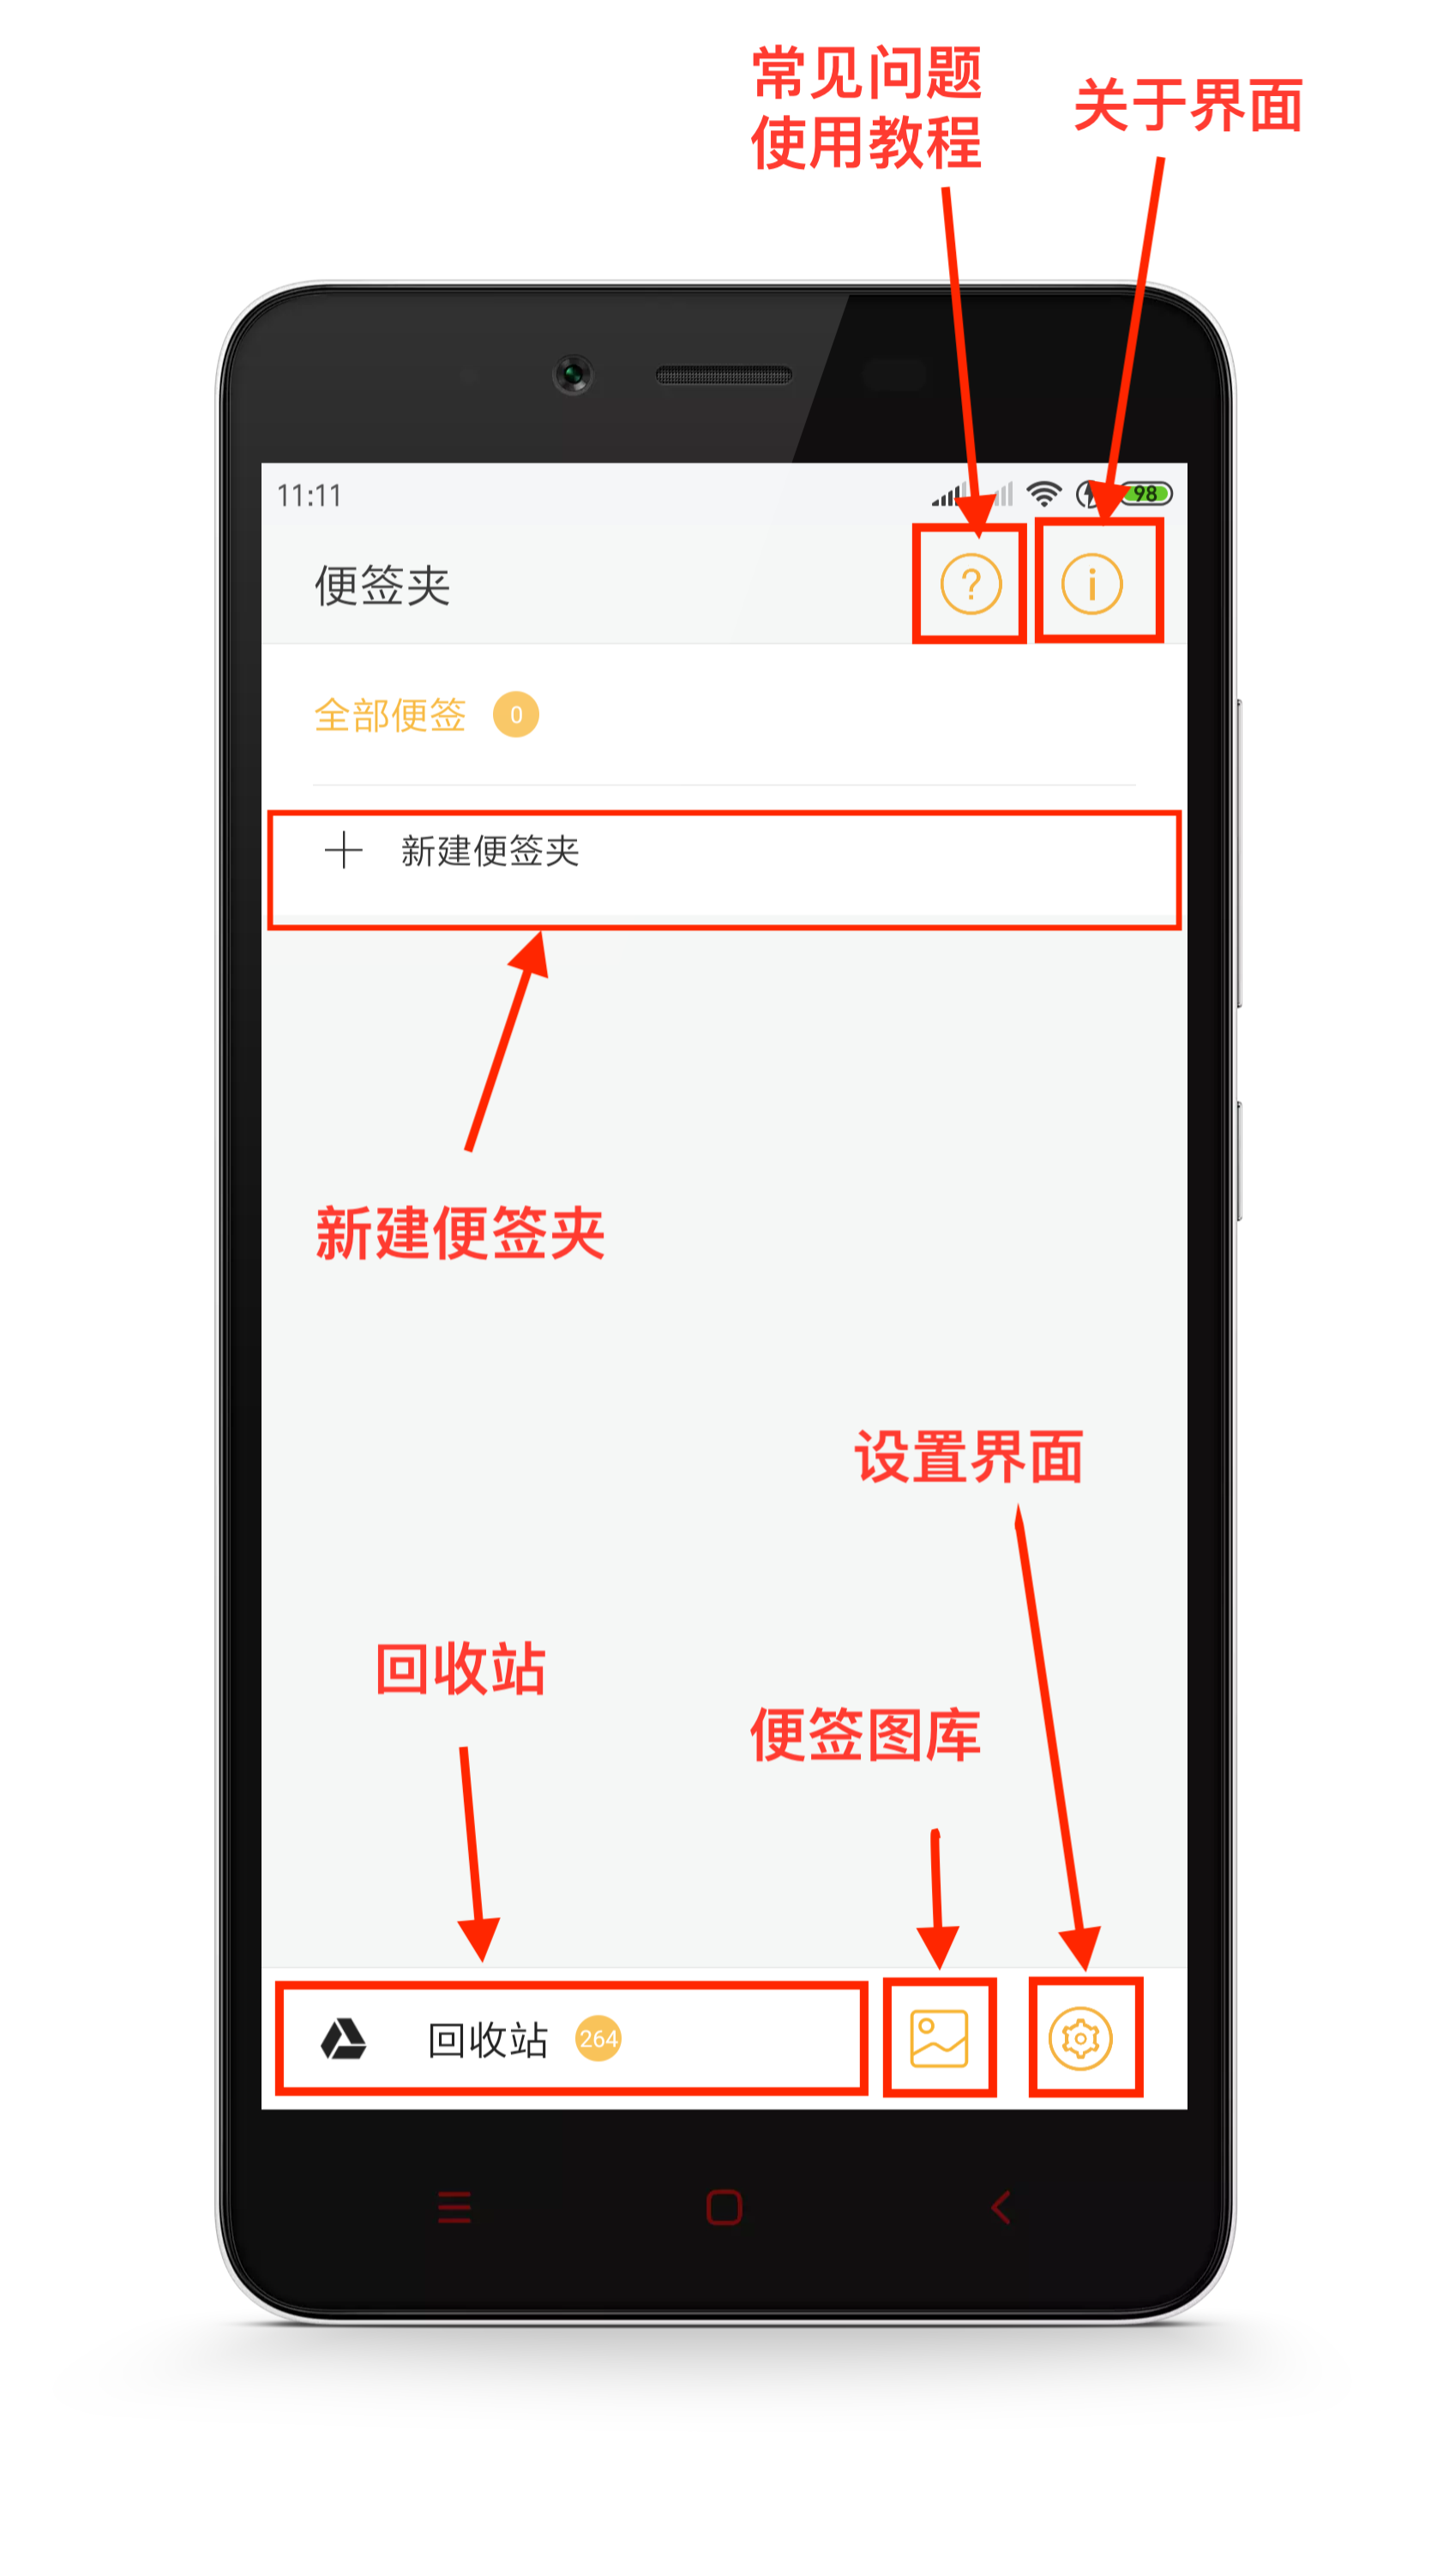 常见问题
使用教程
关于界面
11:11
98
便签夹
?
i
全部便签 0
新建便签夹
新建便签夹
设置界面
回收站
便签图库
回收站 264